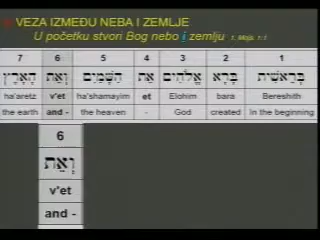 VEZA IZMEĐU NEBA I ZEMLJE
U početku stvori Bog nebo i zemlju 1. Mojs. 1:1
7 6 5 4 3 2 1
הָאָרֶץ וְאֵת הַשָּׁמַיִם אֵת אֱלֹהִים בָּרָא בְּרֵאשִׁית
ha'aretz v'et ha'shamayim et Elohim bara Bereshith
the earth and - the heaven - God created in the beginning
6
וְאֵת
v'et
and -